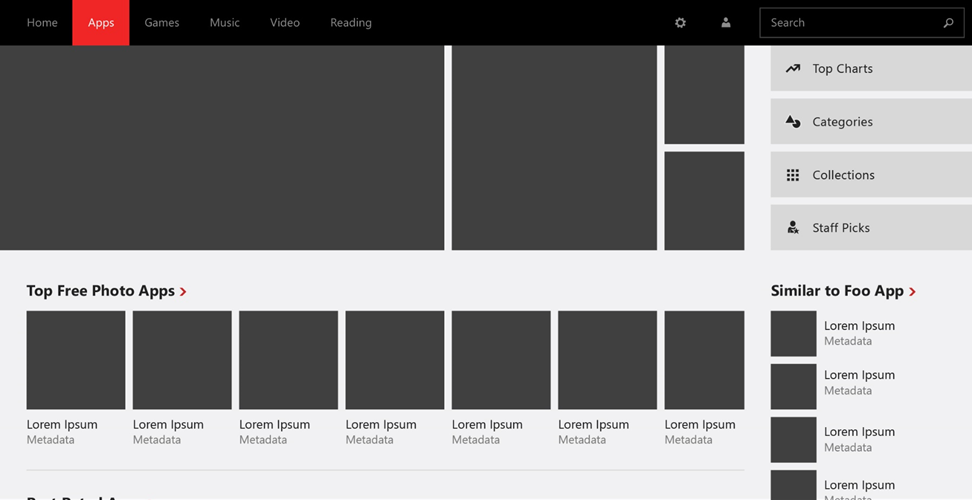 Home Apps Games Music Video Reading Search
Top Charts
Categories
Collections
Staff Picks
Top Free Photo Apps
Lorem Ipsum Lorem Ipsum Lorem Ipsum Lorem Ipsum Lorem Ipsum Lorem Ipsum Lorem Ipsum
Metadata Metadata Metadata Metadata Metadata Metadata Metadata
Similar to Foo App
Lorem Ipsum
Metadata
Lorem Ipsum
Metadata
Lorem Ipsum
Metadata
Lorem Ipsum